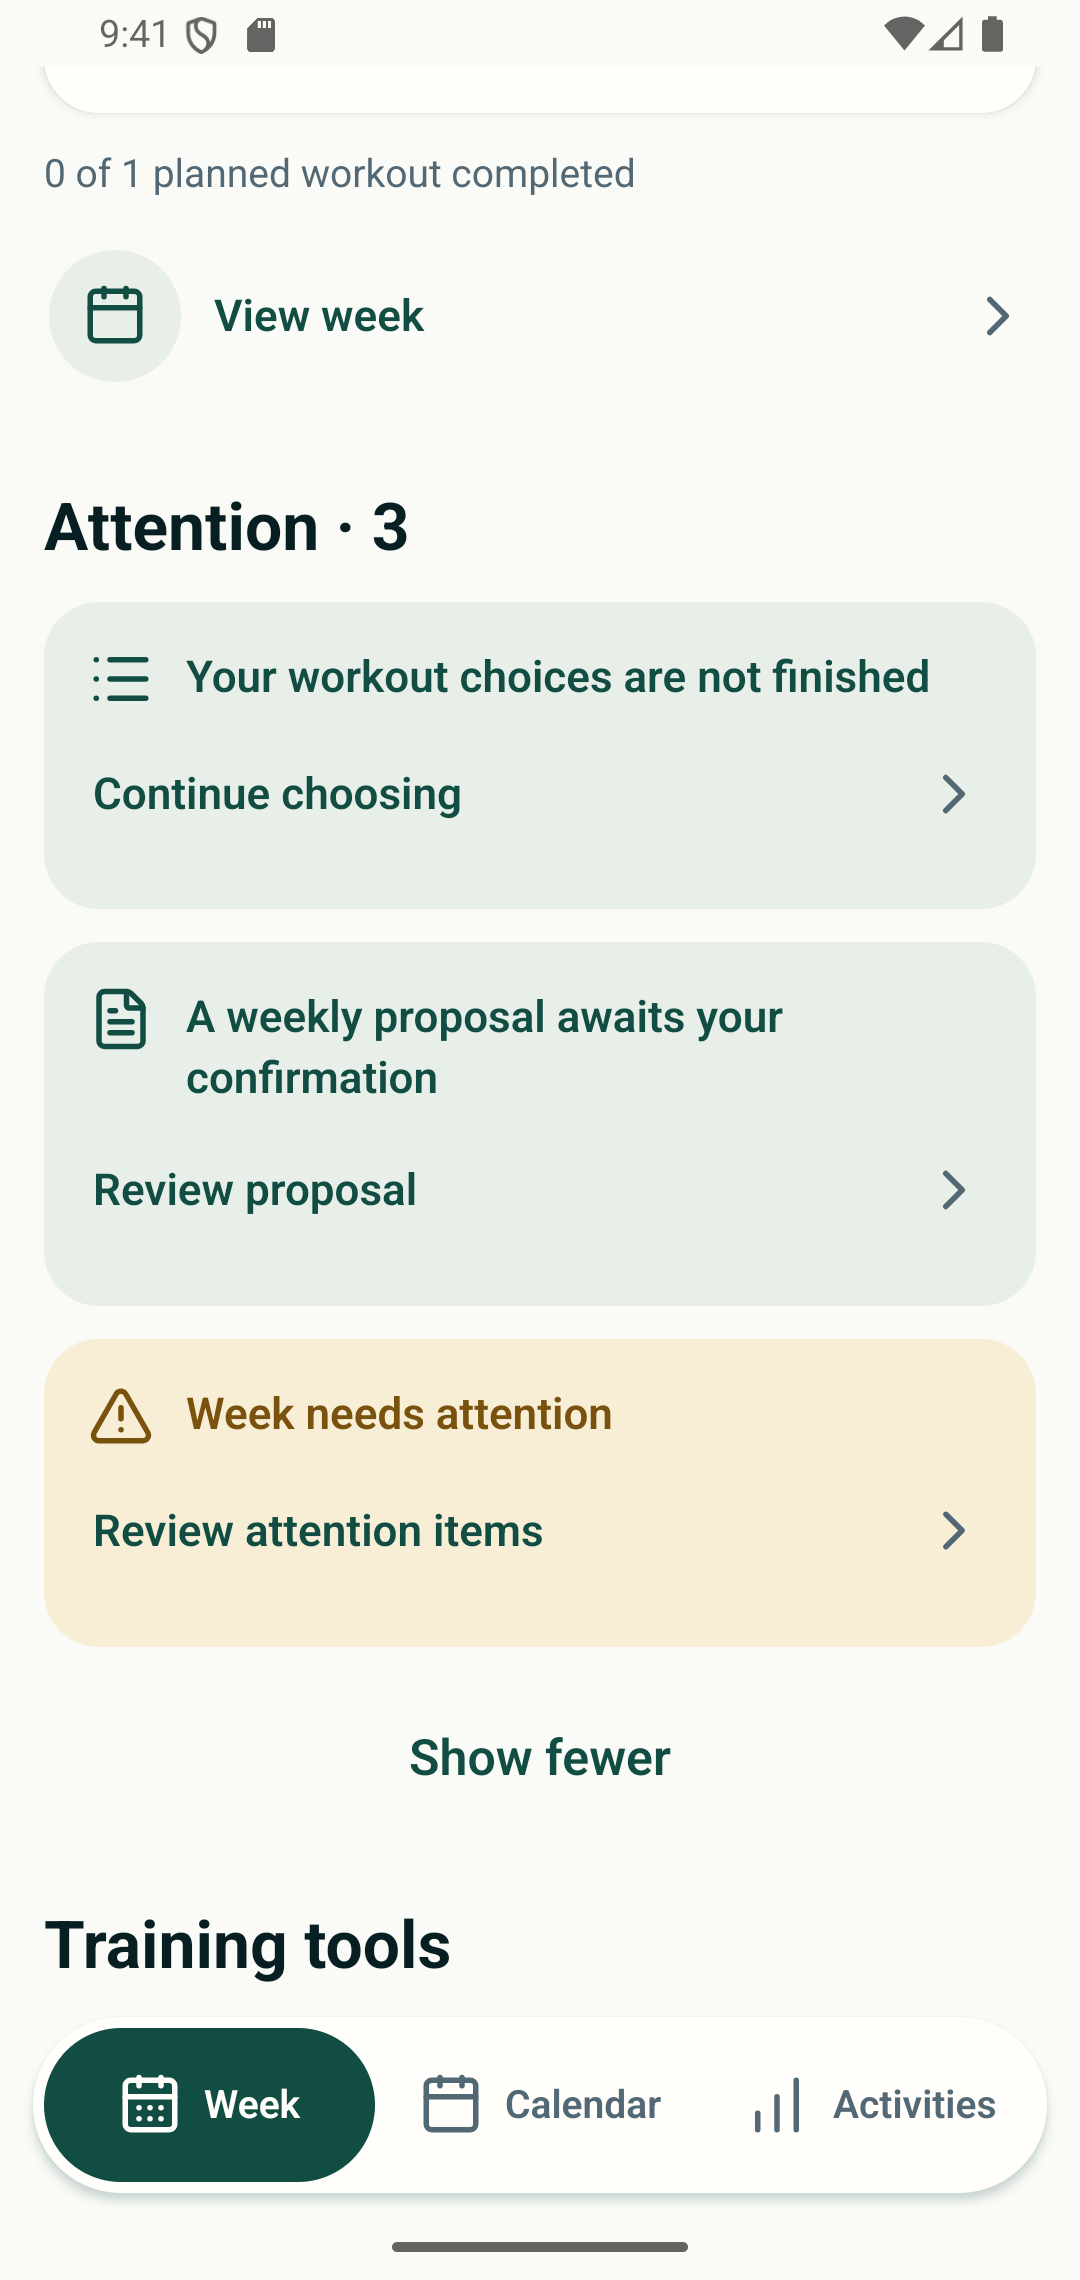 9:41
0 of 1 planned workout completed
View week
Attention · 3
Your workout choices are not finished
Continue choosing
A weekly proposal awaits your
confirmation
Review proposal
Week needs attention
Review attention items
Show fewer
Training tools
Week
Calendar
Activities